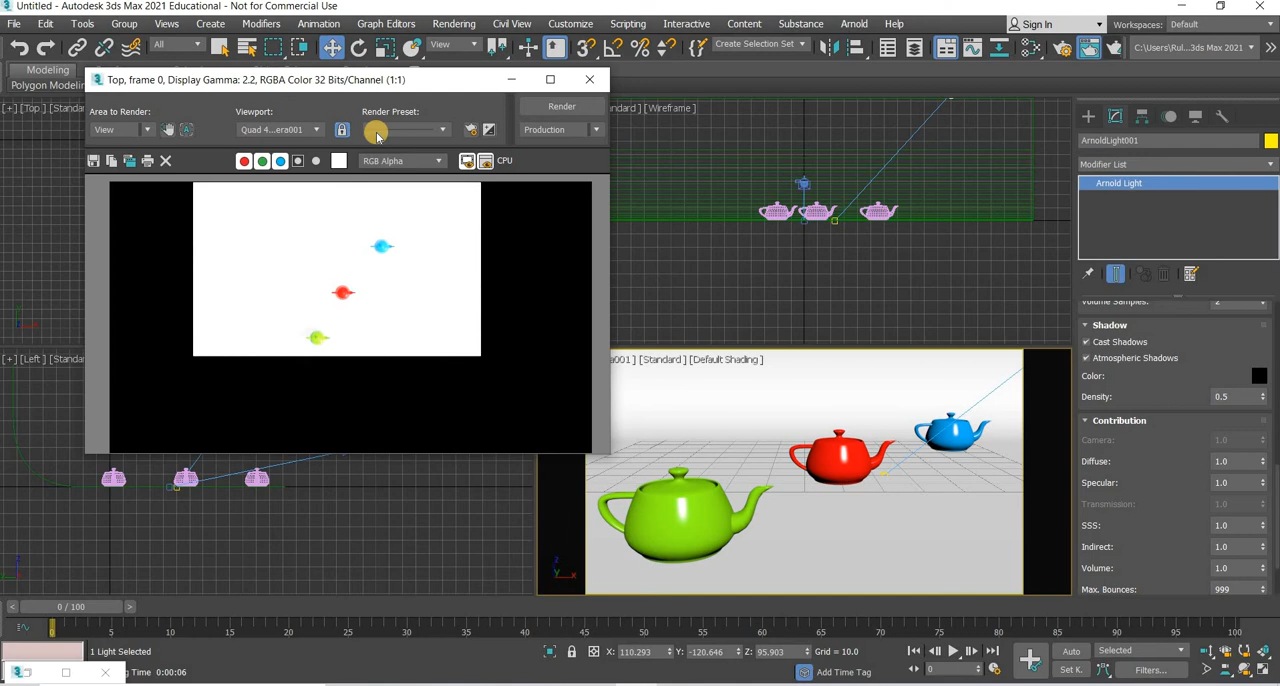 Untitled - Autodesk 3ds Max 2021 Educational - Not for Commercial Use
File Edit Tools Group Views Create Modifiers Animation Graph Editors Rendering Civil View Customize Scripting Interactive Content Substance Arnold Help
Sign In Workspaces: Default
All View Create Selection Set C:\Users\Rul...3ds Max 2021
Modeling
Polygon Modelin
Top, frame 0, Display Gamma: 2.2, RGBA Color 32 Bits/Channel (1:1)
Area to Render: Viewport: Render Preset: Render
View Quad 4...era001 Production
RGB Alpha CPU
[+] [Top] [Standa
ndard ] [Wireframe ]
[+] [Left] [Standa
a001 ] [Standard ] [Default Shading ]
ArnoldLight001
Modifier List
Arnold Light
Volume Samples: 2
Shadow
Cast Shadows
Atmospheric Shadows
Color:
Density: 0.5
Contribution
Camera: 1.0
Diffuse: 1.0
Specular: 1.0
Transmission: 1.0
SSS: 1.0
Indirect: 1.0
Volume: 1.0
Max. Bounces: 999
0 / 100
0 5 10 15 20 25 30 35 40 45 50 55 60 65 70 75 80 85 90 95 100
1 Light Selected X: 110.293 Y: -120.646 Z: 95.903 Grid = 10.0 Auto Selected
g Time 0:00:06 Add Time Tag 0 Set K. Filters...